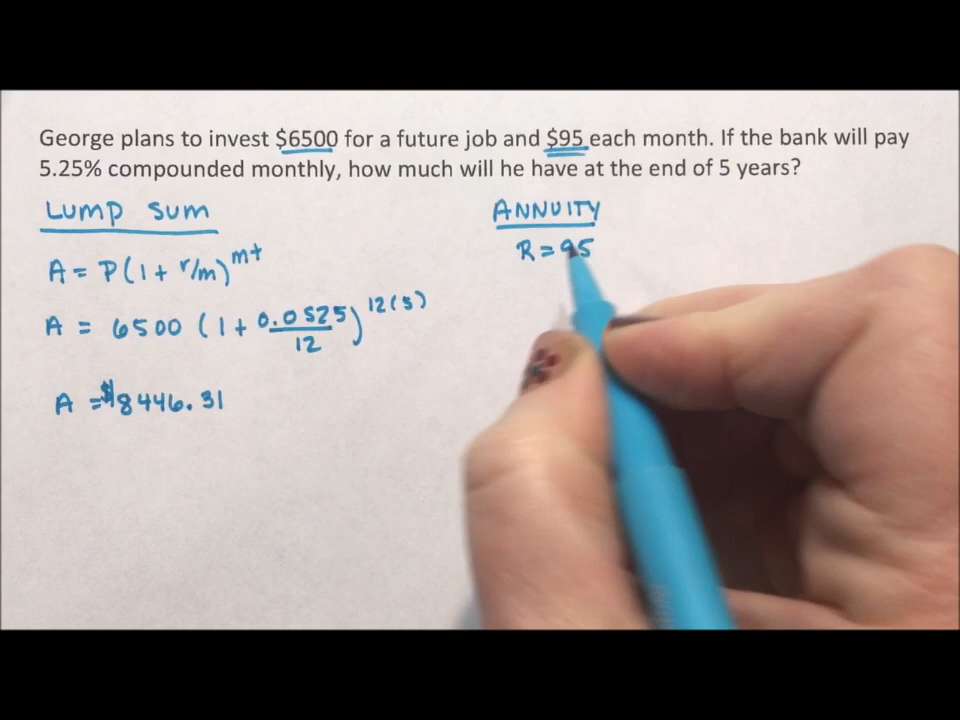 George plans to invest $6500 for a future job and $95 each month. If the bank will pay
5.25% compounded monthly, how much will he have at the end of 5 years?
LUMP SUM
A = P(1 + r/m)^mt
A = 6500 (1 + 0.0525/12)^12(5)
A = $8446.31
ANNUITY
R = 95